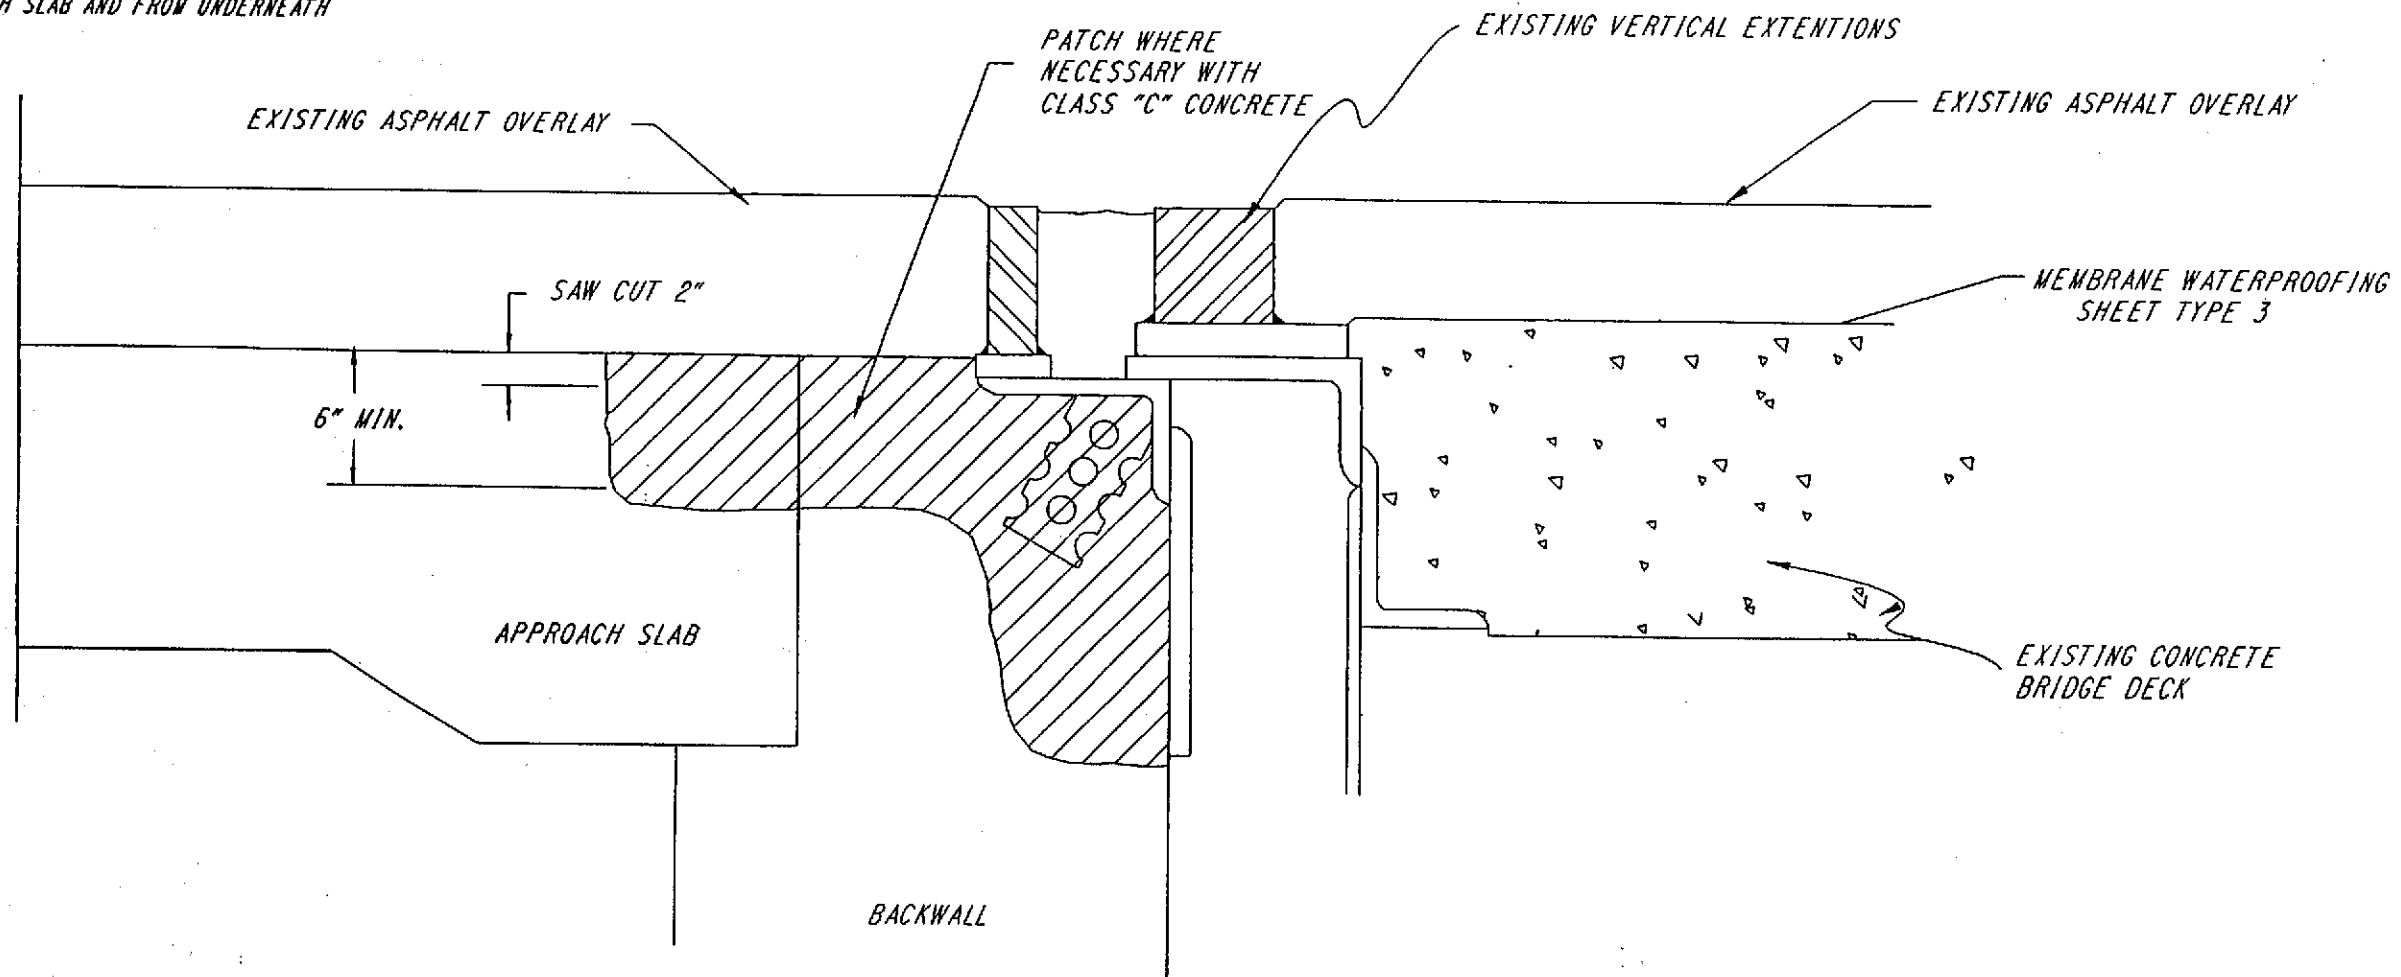 SLAB AND FROM UNDERNEATH
PATCH WHERE
NECESSARY WITH
CLASS "C" CONCRETE
EXISTING VERTICAL EXTENTIONS
EXISTING ASPHALT OVERLAY
EXISTING ASPHALT OVERLAY
SAW CUT 2"
MEMBRANE WATERPROOFING
SHEET TYPE 3
6" MIN.
APPROACH SLAB
EXISTING CONCRETE
BRIDGE DECK
BACKWALL